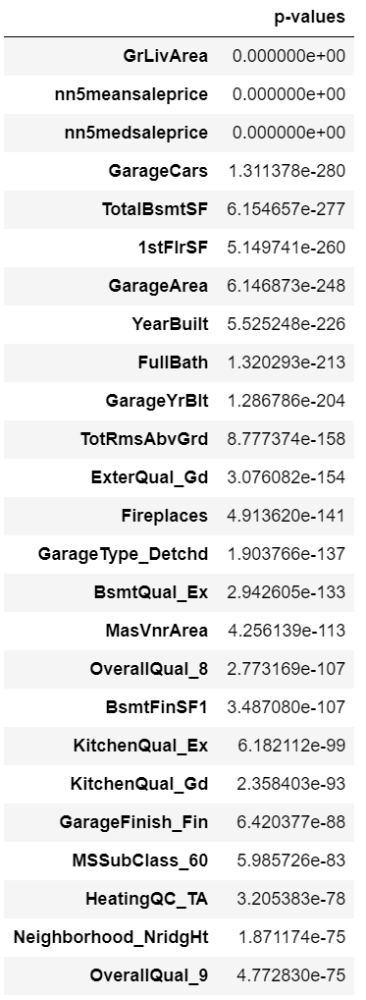 p-values
GrLivArea 0.000000e+00
nn5meansaleprice 0.000000e+00
nn5medsaleprice 0.000000e+00
GarageCars 1.311378e-280
TotalBsmtSF 6.154657e-277
1stFlrSF 5.149741e-260
GarageArea 6.146873e-248
YearBuilt 5.525248e-226
FullBath 1.320293e-213
GarageYrBlt 1.286786e-204
TotRmsAbvGrd 8.777374e-158
ExterQual_Gd 3.076082e-154
Fireplaces 4.913620e-141
GarageType_Detchd 1.903766e-137
BsmtQual_Ex 2.942605e-133
MasVnrArea 4.256139e-113
OverallQual_8 2.773169e-107
BsmtFinSF1 3.487080e-107
KitchenQual_Ex 6.182112e-99
KitchenQual_Gd 2.358403e-93
GarageFinish_Fin 6.420377e-88
MSSubClass_60 5.985726e-83
HeatingQC_TA 3.205383e-78
Neighborhood_NridgHt 1.871174e-75
OverallQual_9 4.772830e-75